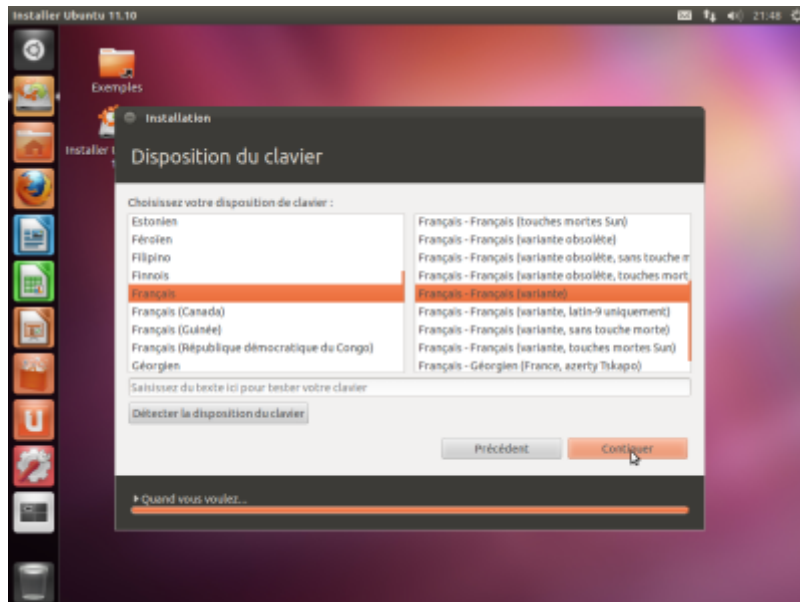 Installer Ubuntu 11.10
21:48
Exemples
Installer
Installation
Disposition du clavier
Choisissez votre disposition de clavier :
Estonien
Féroïen
Filipino
Finnois
Français
Français (Canada)
Français (Guinée)
Français (République démocratique du Congo)
Géorgien
Français - Français (touches mortes Sun)
Français - Français (variante obsolète)
Français - Français (variante obsolète, sans touche m
Français - Français (variante obsolète, touches mort
Français - Français (variante)
Français - Français (variante, latin-9 uniquement)
Français - Français (variante, sans touche morte)
Français - Français (variante, touches mortes Sun)
Français - Géorgien (France, azerty Tskapo)
Saisissez du texte ici pour tester votre clavier
Détecter la disposition du clavier
Précédent
Continuer
Quand vous voulez...